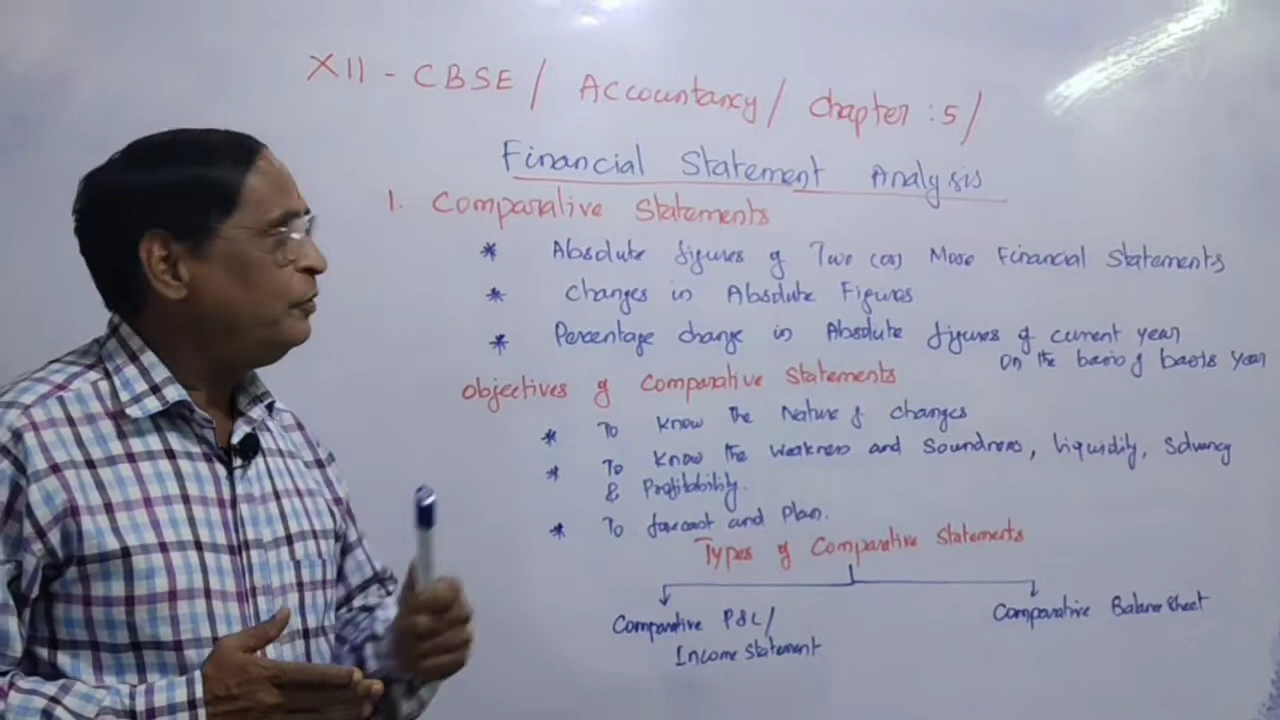 XII - CBSE / Accountancy / Chapter : 5 /
Financial Statement Analysis
1. Comparative Statements
* Absolute figures of Two (or) More Financial Statements
* Changes in Absolute Figures
* Percentage change in Absolute figures of current year
on the basis of basis year
Objectives of Comparative Statements
* To know the Nature of changes
* To know the Weakness and Soundness, Liquidity, Solvency
& Profitability.
* To forecast and Plan.
Types of Comparative Statements
Comparative P&L / Comparative Balance Sheet
Income Statement